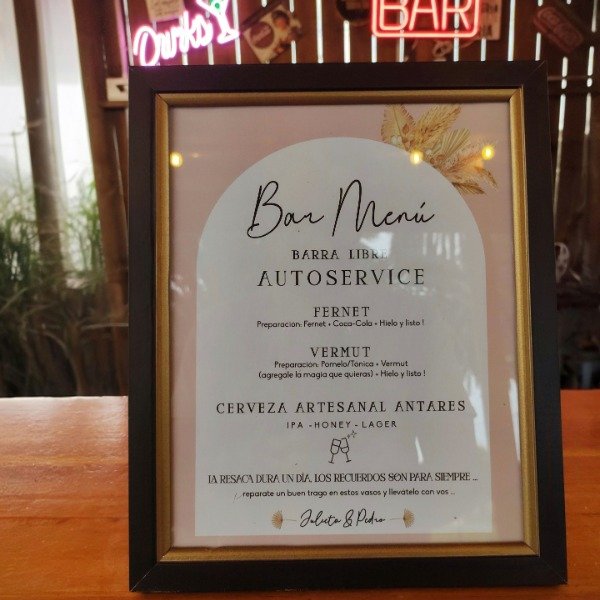 Drinks
BAR
Bar Menú
BARRA LIBRE
AUTOSERVICE
FERNET
Preparación: Fernet + Coca-Cola + Hielo y listo !
VERMUT
Preparación: Pomelo/Tónica + Vermut
(agregále la magia que quieras) + Hielo y listo !
CERVEZA ARTESANAL ANTARES
IPA - HONEY - LAGER
LA RESACA DURA UN DÍA, LOS RECUERDOS SON PARA SIEMPRE ...
reparate un buen trago en estos vasos y llevatelo con vos ...
Julieta & Pedro